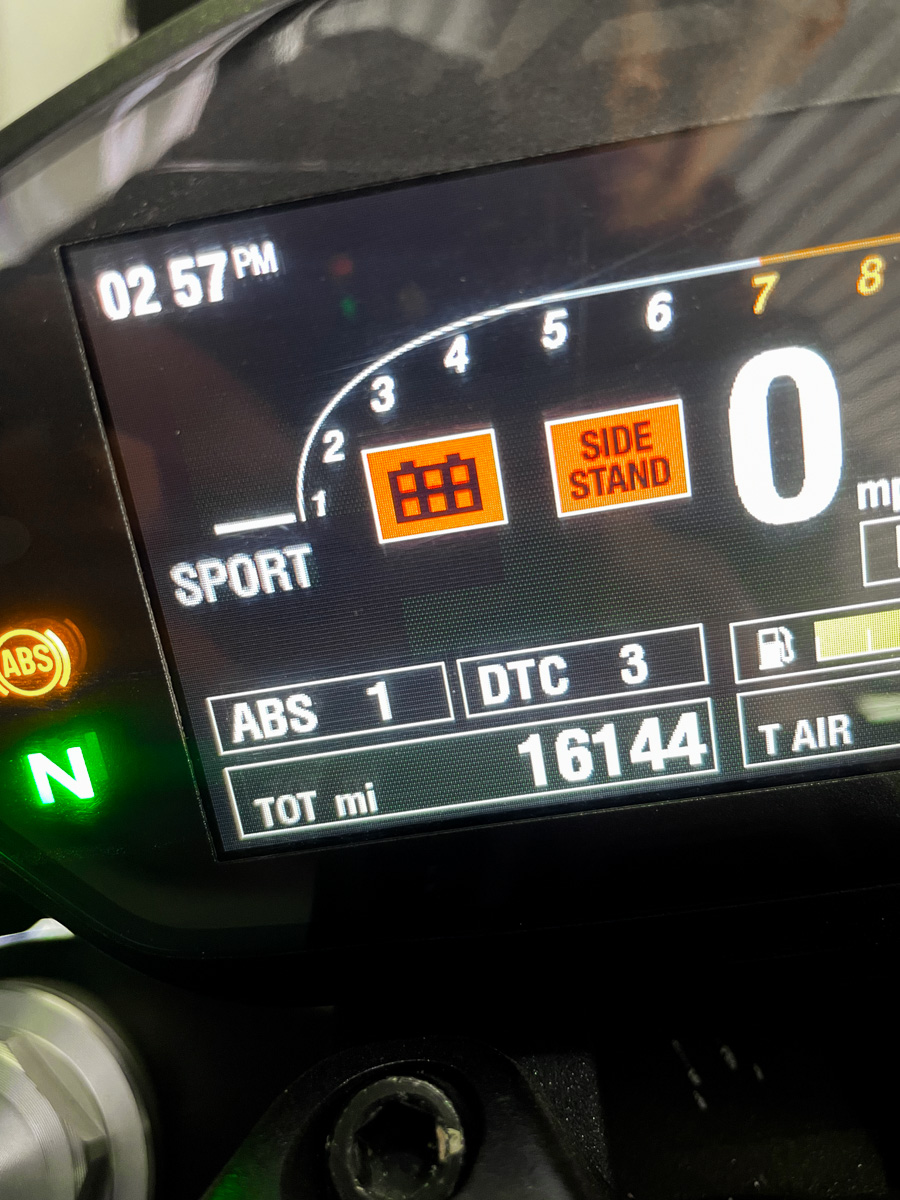 02 57 PM
1
2
3
4
5
6
7
8
SIDE
STAND
0
SPORT
ABS
N
ABS 1
DTC 3
TOT mi 16144
T AIR